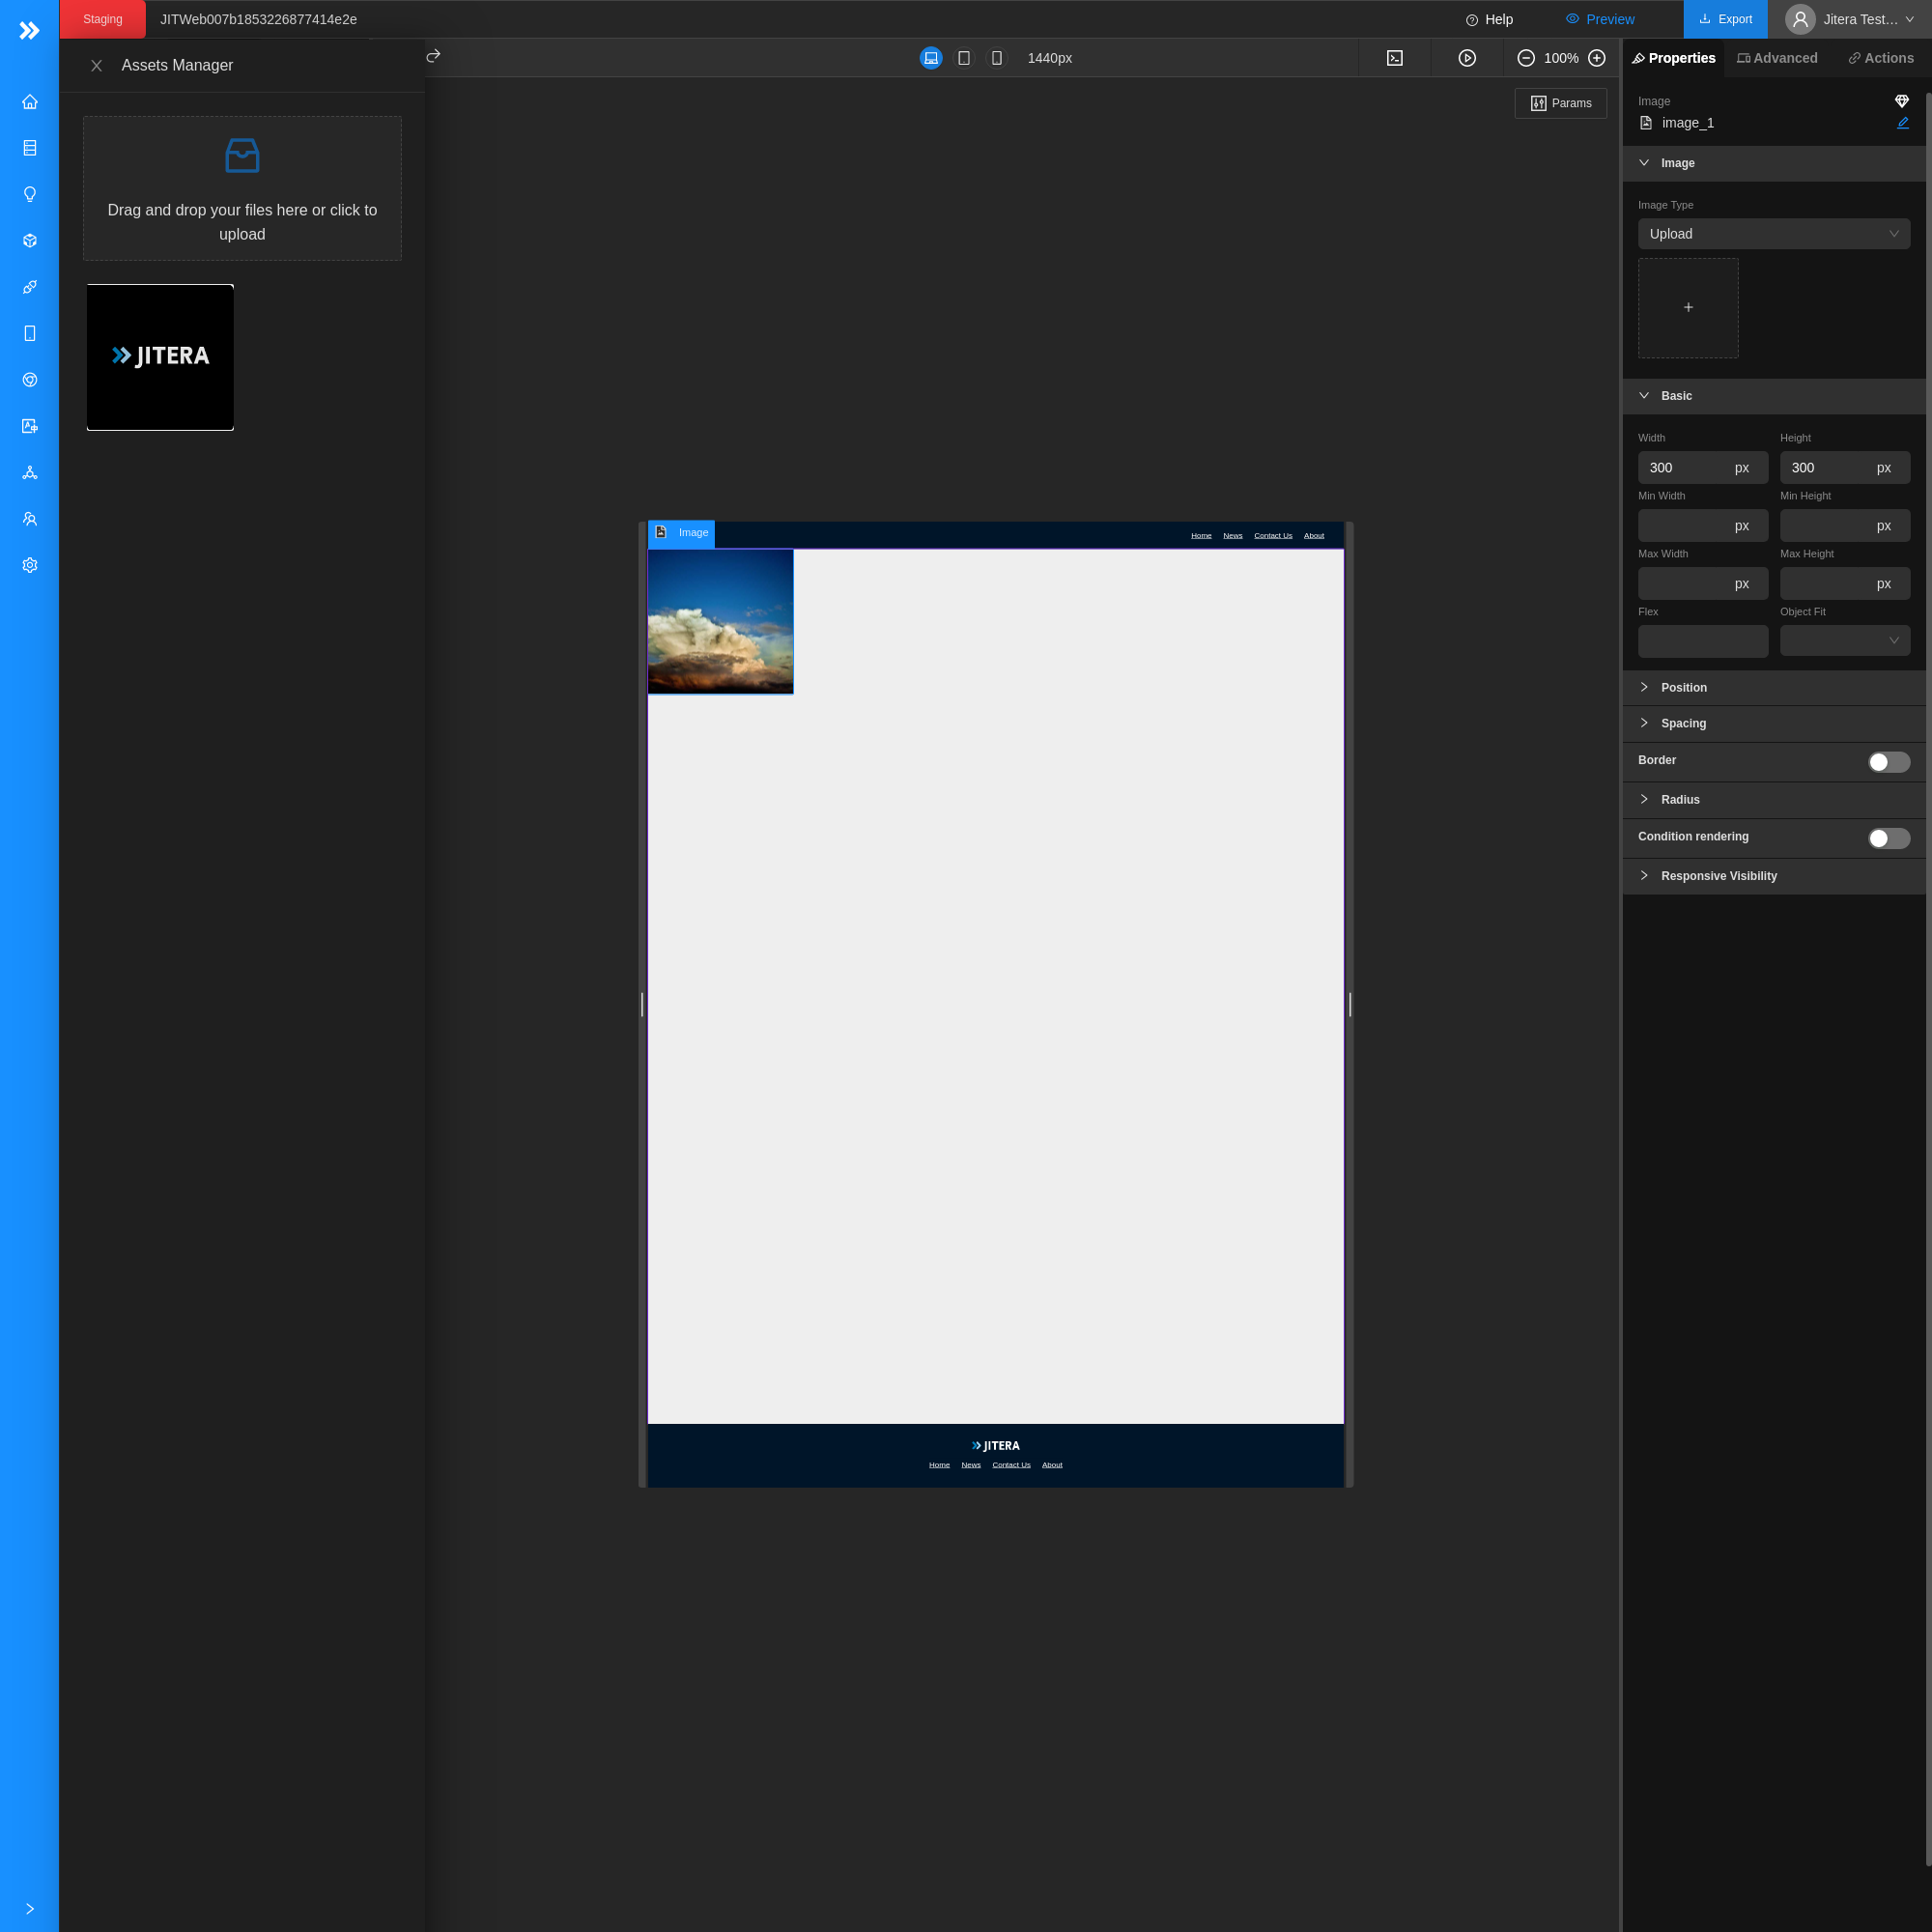 Staging
JITWeb007b1853226877414e2e
Help
Preview
Export
Jitera Test...
Assets Manager
1440px
100%
Properties
Advanced
Actions
Params
Drag and drop your files here or click to
upload
JITERA
Image
image_1
Image
Image Type
Upload
Basic
Width
Height
300 px
300 px
Min Width
Min Height
px
px
Max Width
Max Height
px
px
Flex
Object Fit
Position
Spacing
Border
Radius
Condition rendering
Responsive Visibility
Image
Home News Contact Us About
JITERA
Home News Contact Us About